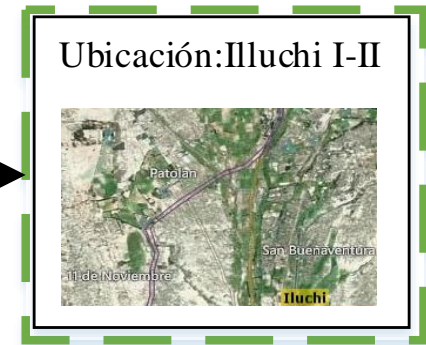 Ubicación:Illuchi I-II
Patolan
San Buenaventura
11 de Noviembre
Iluchi